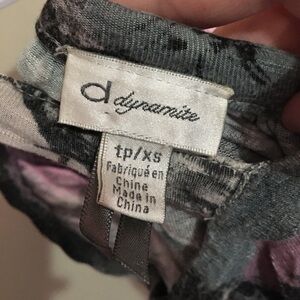 d dynamite
tp/xs
Fabriqué en
Chine
Made in
China